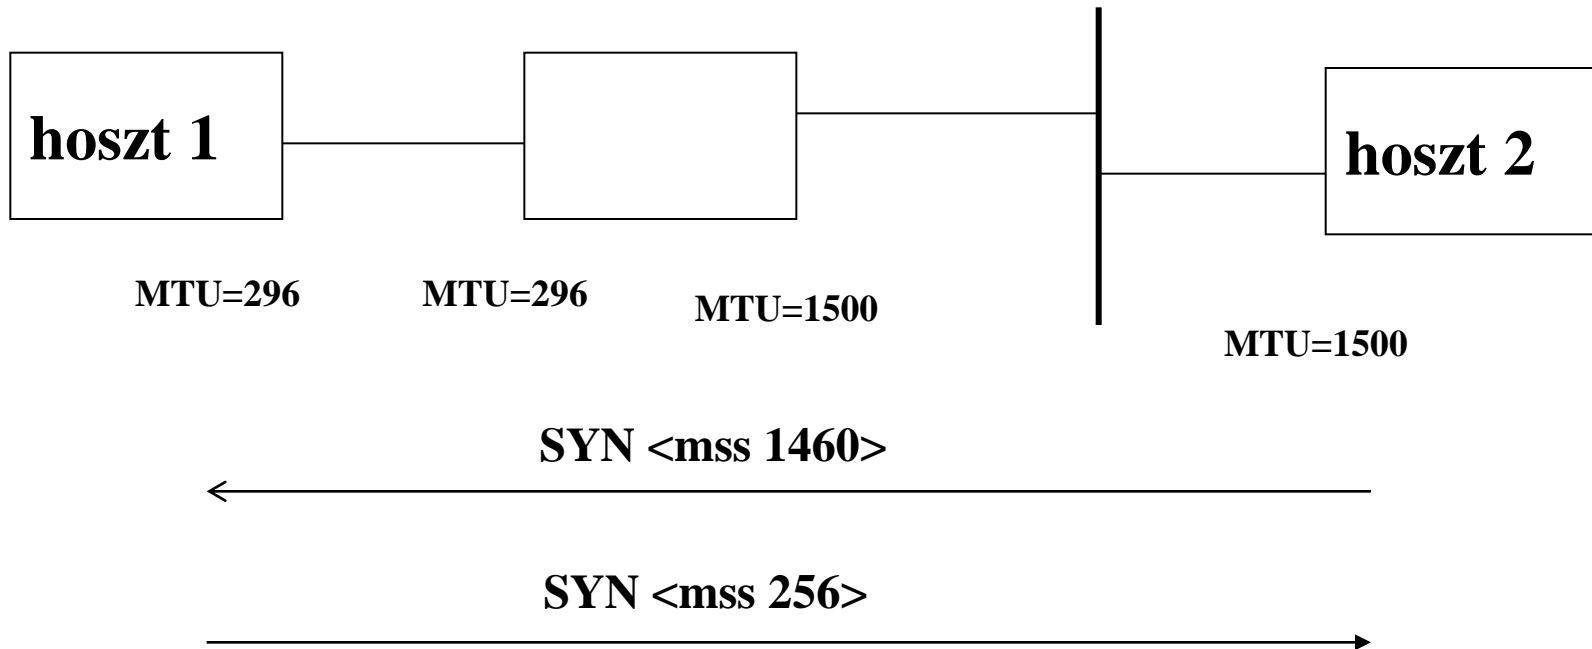 hoszt 1
hoszt 2
MTU=296
MTU=296
MTU=1500
MTU=1500
SYN <mss 1460>
SYN <mss 256>